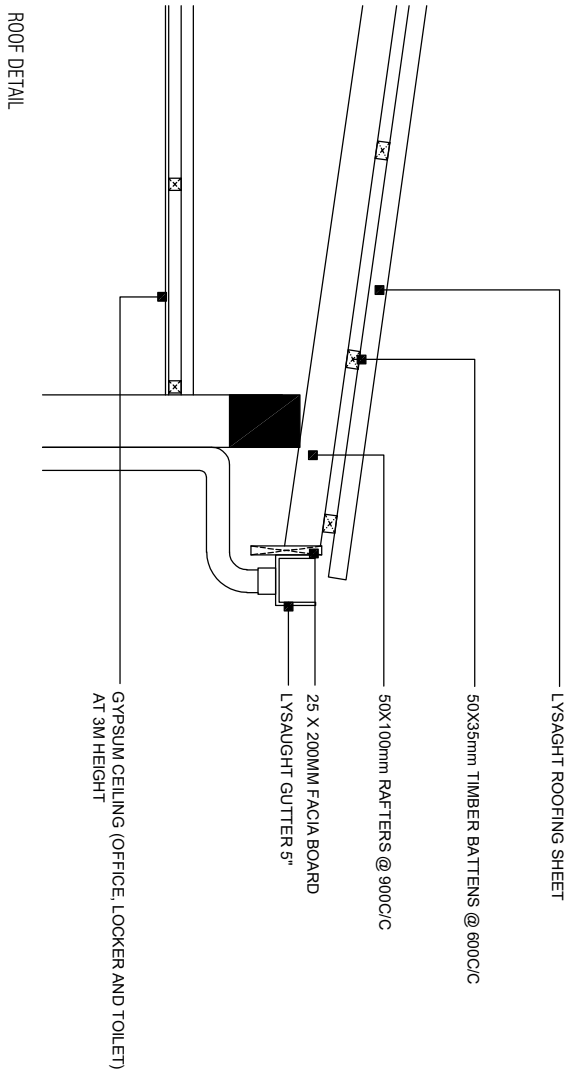 LYSAGHT ROOFING SHEET
50X35mm TIMBER BATTENS @ 600C/C
50X100mm RAFTERS @ 900C/C
25 X 200MM FACIA BOARD
LYSAUGHT GUTTER 5"
GYPSUM CEILING (OFFICE, LOCKER AND TOILET)
AT 3M HEIGHT
ROOF DETAIL